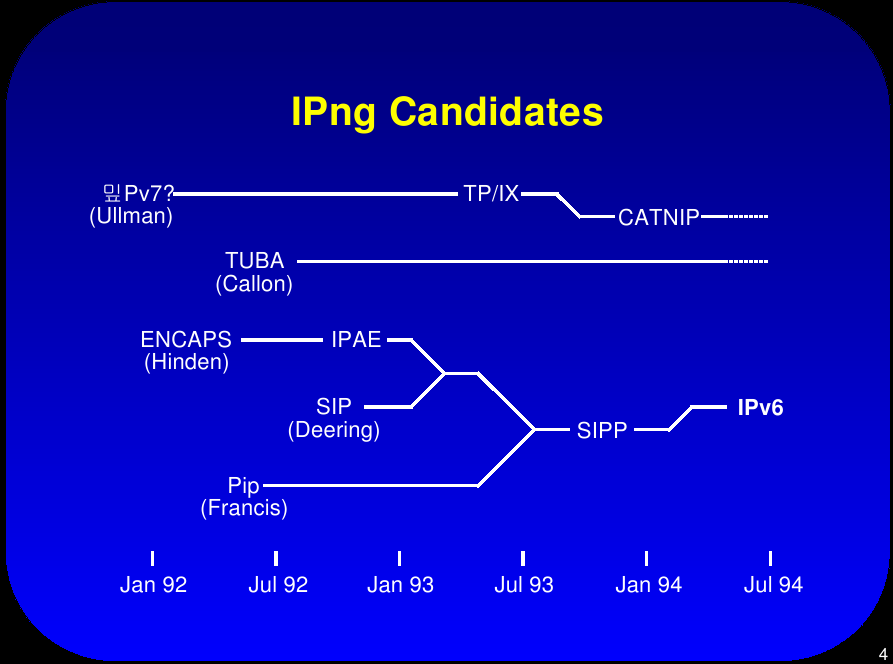 IPng Candidates
밒Pv7?
(Ullman)
TP/IX
CATNIP
TUBA
(Callon)
ENCAPS
(Hinden)
IPAE
SIP
(Deering)
IPv6
SIPP
Pip
(Francis)
Jan 92
Jul 92
Jan 93
Jul 93
Jan 94
Jul 94
4